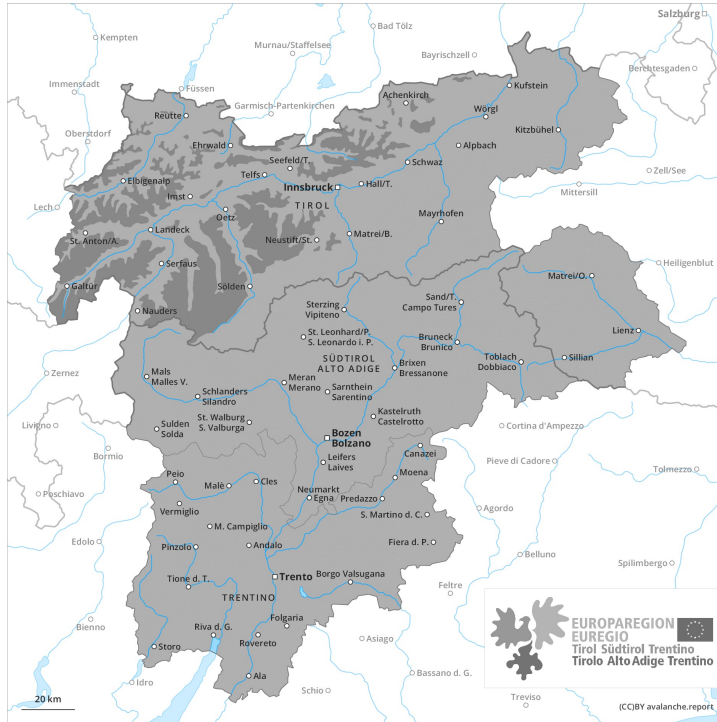 Salzburg
Bad Tölz
Kempten
Murnau/Staffelsee
Bayrischzell
Berchtesgaden
Immenstadt
Füssen
Kufstein
Achenkirch
Garmisch-Partenkirchen
Wörgl
Reutte
Kitzbühel
Oberstdorf
Ehrwald
Alpbach
Seefeld/T.
Schwaz
Telfs
Zell/See
Elbigenalp
Innsbruck
Hall/T.
Mittersill
Imst
TIROL
Lech
Oetz
Mayrhofen
Landeck
St. Anton/A.
Neustift/St.
Matrei/B.
Serfaus
Heiligenblut
Matrei/O.
Galtür
Sölden
Sand/T.
Campo Tures
Nauders
Sterzing
Vipiteno
Lienz
St. Leonhard/P.
S. Leonardo i. P.
Bruneck
Brunico
SÜDTIROL
ALTO ADIGE
Toblach
Dobbiaco
Sillian
Brixen
Bressanone
Zernez
Mals
Malles V.
Meran
Merano
Sarnthein
Sarentino
Schlanders
Silandro
Kastelruth
Castelrotto
St. Walburg
S. Valburga
Livigno
Sulden
Solda
Cortina d'Ampezzo
Bozen
Bolzano
Canazei
Bormio
Leifers
Laives
Pieve di Cadore
Tolmezzo
Peio
Moena
Malè
Cles
Poschiavo
Neumarkt
Egna
Predazzo
Vermiglio
Agordo
S. Martino d. C.
M. Campiglio
Edolo
Pinzolo
Andalo
Fiera d. P.
Belluno
Spilimbergo
Trento
Tione d. T.
Borgo Valsugana
Feltre
TRENTINO
Folgaria
Bienno
Riva d. G.
Rovereto
Asiago
Storo
Ala
Idro
Schio
Bassano d. G.
Treviso
EUROPAREGION
EUREGIO
Tirol Südtirol Trentino
Tirolo Alto Adige Trentino
20 km
(CC)BY avalanche.report